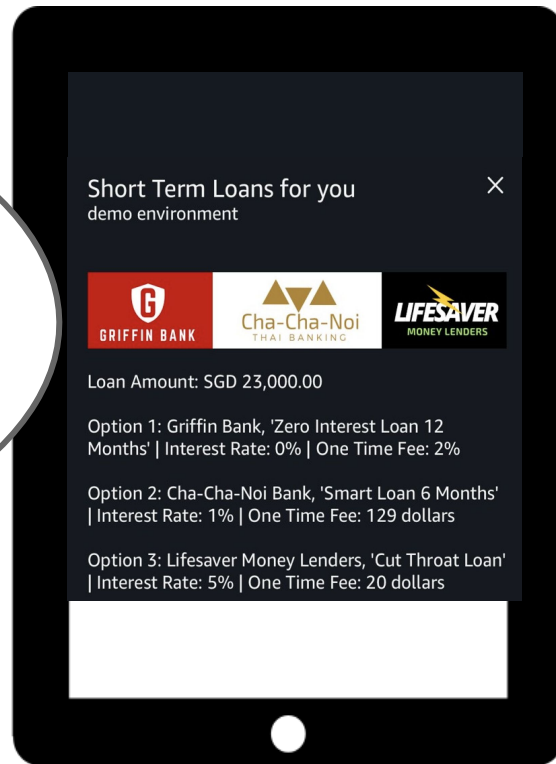 Short Term Loans for you
demo environment
GRIFFIN BANK
Cha-Cha-Noi
THAI BANKING
LIFESAVER
MONEY LENDERS
Loan Amount: SGD 23,000.00
Option 1: Griffin Bank, 'Zero Interest Loan 12
Months' | Interest Rate: 0% | One Time Fee: 2%
Option 2: Cha-Cha-Noi Bank, 'Smart Loan 6 Months'
| Interest Rate: 1% | One Time Fee: 129 dollars
Option 3: Lifesaver Money Lenders, 'Cut Throat Loan'
| Interest Rate: 5% | One Time Fee: 20 dollars